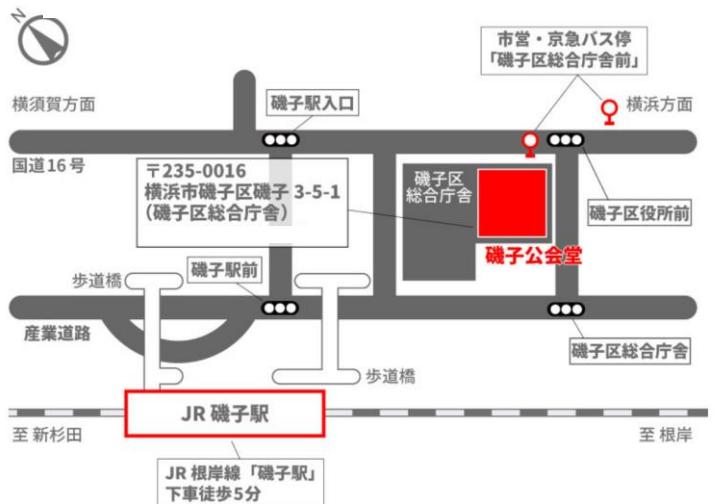 N
市営・京急バス停
「磯子区総合庁舎前」
横須賀方面
磯子駅入口
横浜方面
国道16号
〒235-0016
横浜市磯子区磯子 3-5-1
（磯子区総合庁舎）
磯子区
総合庁舎
磯子区役所前
磯子公会堂
磯子駅前
歩道橋
産業道路
磯子区総合庁舎
歩道橋
JR 磯子駅
至 新杉田
至 根岸
JR 根岸線「磯子駅」
下車徒歩5分